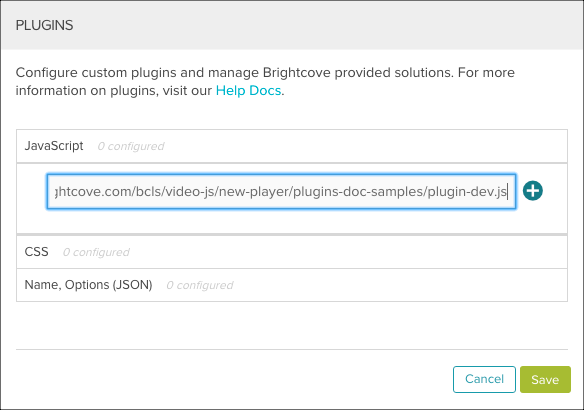 PLUGINS
Configure custom plugins and manage Brightcove provided solutions. For more
information on plugins, visit our Help Docs.
JavaScript 0 configured
ghtcove.com/bcls/video-js/new-player/plugins-doc-samples/plugin-dev.js
CSS 0 configured
Name, Options (JSON) 0 configured
Cancel Save